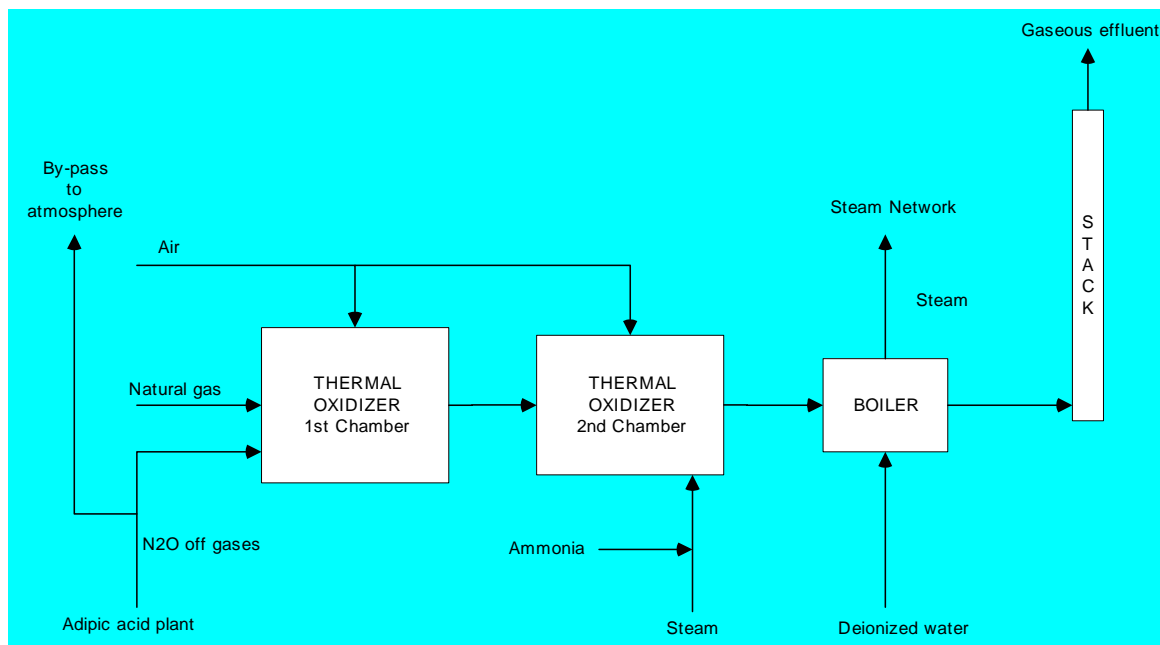 Gaseous effluent
By-pass
to
atmosphere
Air
Steam Network
Steam
S
T
A
C
K
Natural gas
THERMAL
OXIDIZER
1st Chamber
THERMAL
OXIDIZER
2nd Chamber
BOILER
N2O off gases
Ammonia
Adipic acid plant
Steam
Deionized water